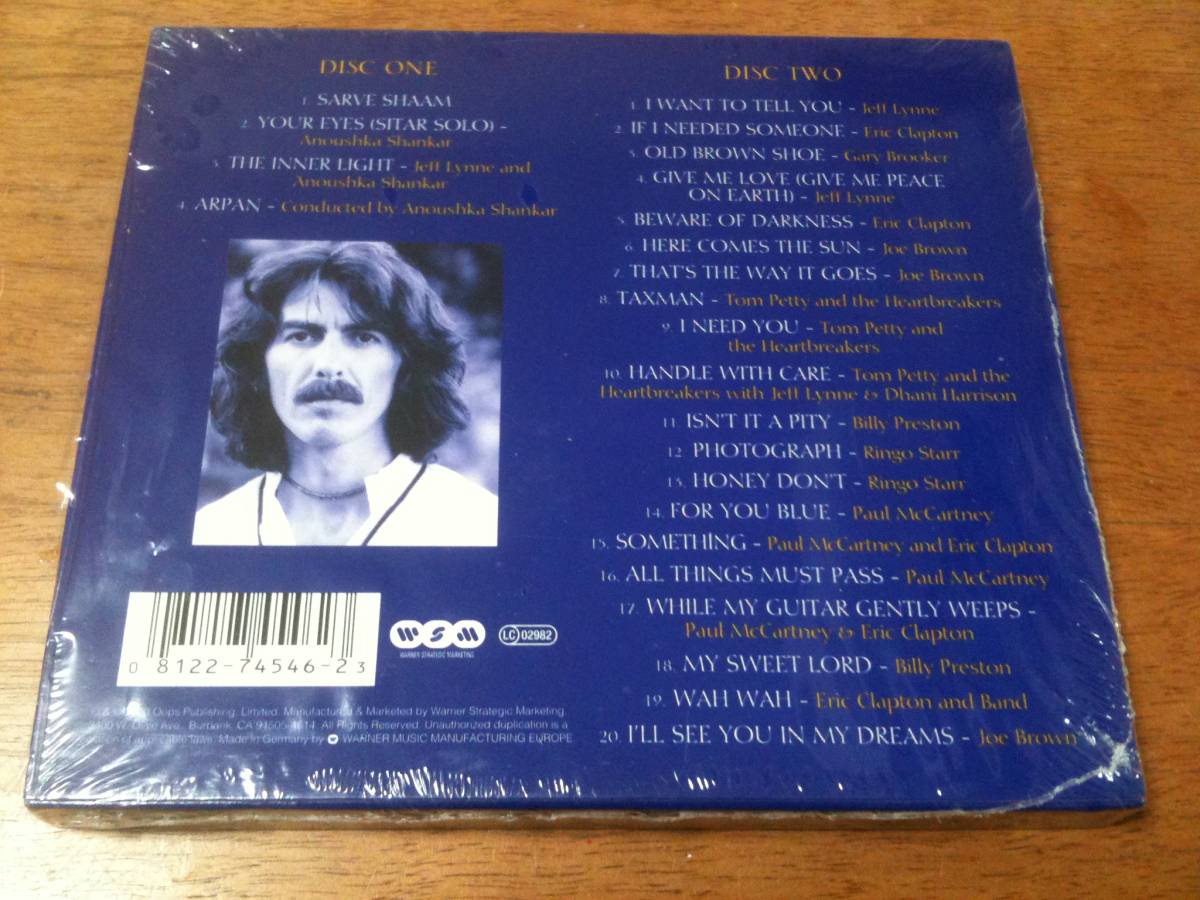 DISC ONE
1. SARVE SHAAM
2. YOUR EYES (SITAR SOLO) -
Anoushka Shankar
3. THE INNER LIGHT - Jeff Lynne and
Anoushka Shankar
4. ARPAN - Conducted by Anoushka Shankar
DISC TWO
1. I WANT TO TELL YOU - Jeff Lynne
2. IF I NEEDED SOMEONE - Eric Clapton
3. OLD BROWN SHOE - Gary Brooker
4. GIVE ME LOVE (GIVE ME PEACE
ON EARTH) - Jeff Lynne
5. BEWARE OF DARKNESS - Eric Clapton
6. HERE COMES THE SUN - Joe Brown
7. THAT'S THE WAY IT GOES - Joe Brown
8. TAXMAN - Tom Petty and the Heartbreakers
9. I NEED YOU - Tom Petty and
the Heartbreakers
10. HANDLE WITH CARE - Tom Petty and the
Heartbreakers with Jeff Lynne & Dhani Harrison
11. ISN'T IT A PITY - Billy Preston
12. PHOTOGRAPH - Ringo Starr
13. HONEY DON'T - Ringo Starr
14. FOR YOU BLUE - Paul McCartney
15. SOMETHING - Paul McCartney and Eric Clapton
16. ALL THINGS MUST PASS - Paul McCartney
17. WHILE MY GUITAR GENTLY WEEPS -
Paul McCartney & Eric Clapton
18. MY SWEET LORD - Billy Preston
19. WAH WAH - Eric Clapton and Band
20. I'LL SEE YOU IN MY DREAMS - Joe Brown
0 81227-4546-2 3
WSM
WARNER STRATEGIC MARKETING
LC 02982
Oops Publishing, Limited. Manufactured & Marketed by Warner Strategic Marketing,
Ave., Burbank, CA 91505 All Rights Reserved. Unauthorized duplication is a
of applicable laws. Made in Germany by WARNER MUSIC MANUFACTURING EUROPE